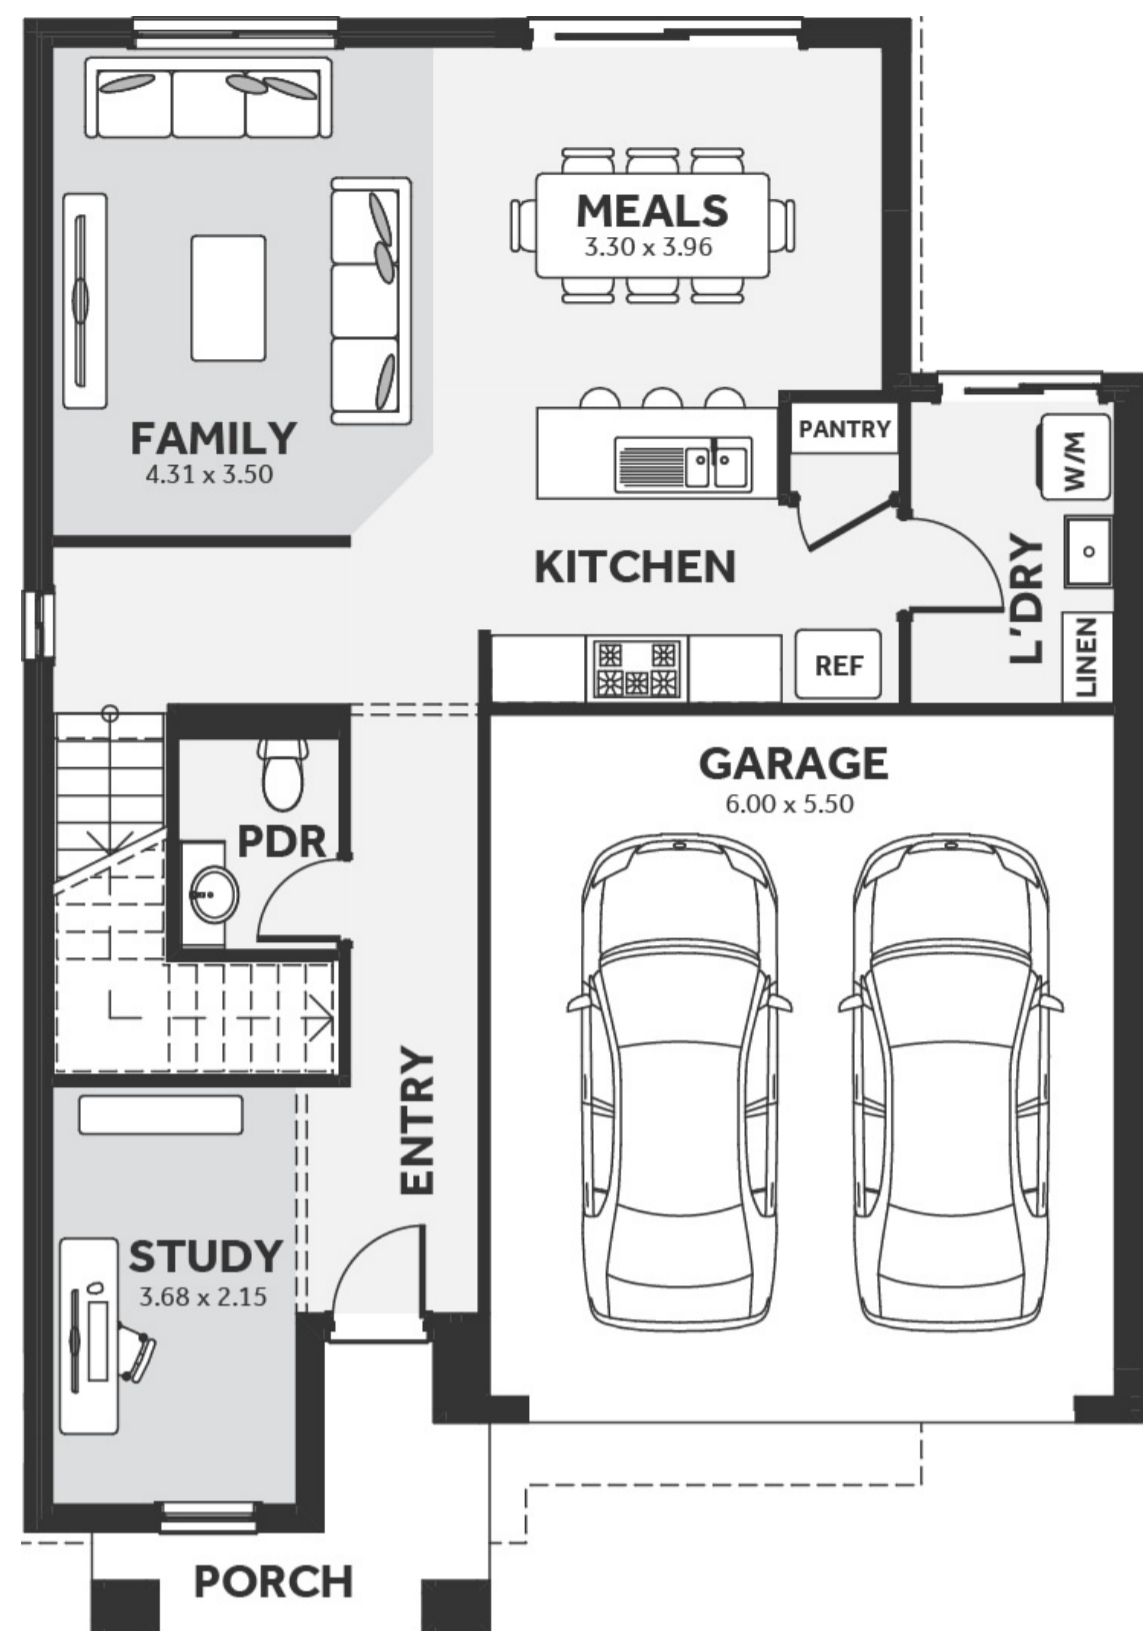 MEALS
3.30 x 3.96
FAMILY
4.31 x 3.50
PANTRY
W/M
KITCHEN
L'DRY
LINEN
REF
GARAGE
6.00 x 5.50
PDR
ENTRY
STUDY
3.68 x 2.15
PORCH